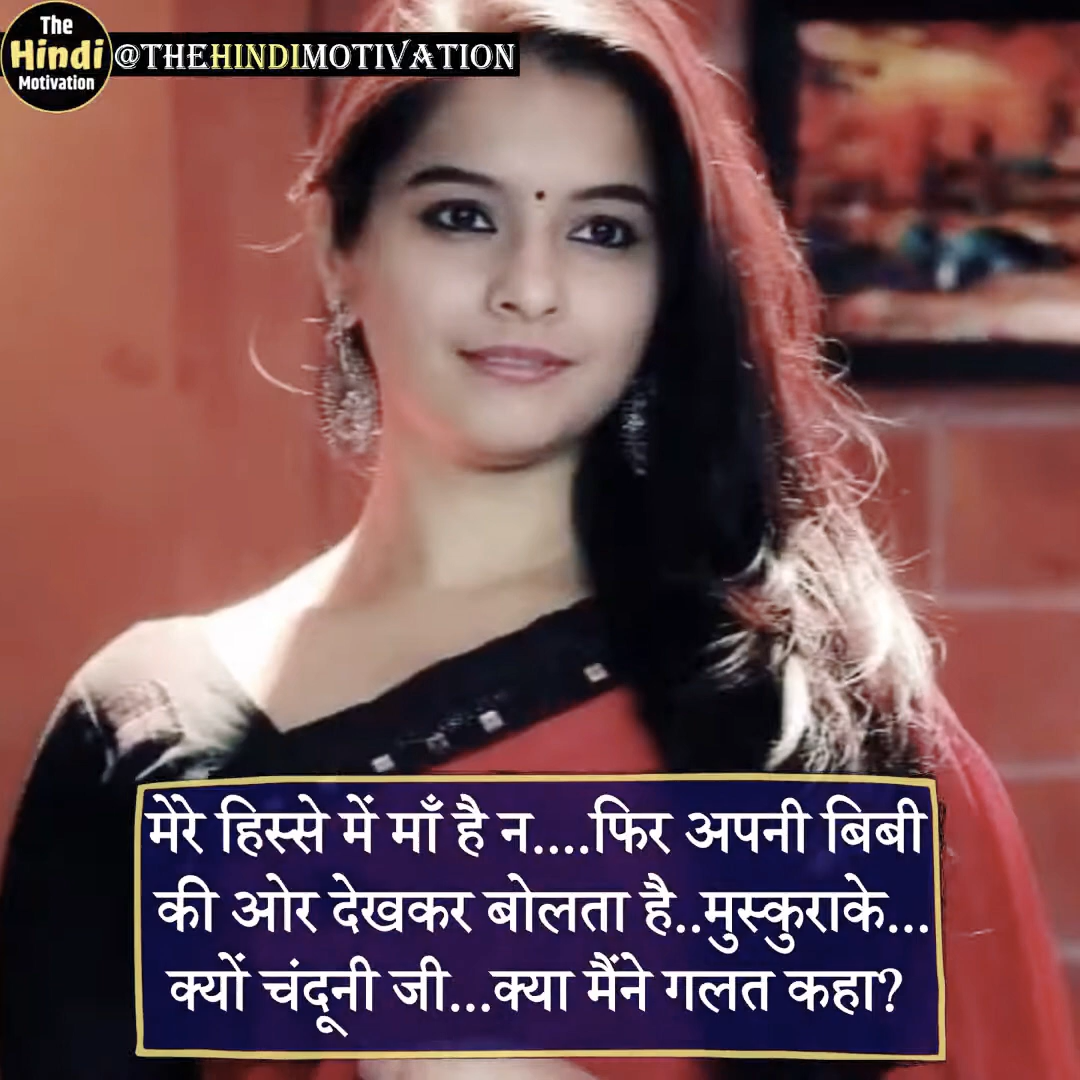 The
Hindi
Motivation
@THEHINDIMOTIVATION
मेरे हिस्से में माँ है न....फिर अपनी बिबी
की ओर देखकर बोलता है..मुस्कुराके...
क्यों चंदूनी जी...क्या मैंने गलत कहा?